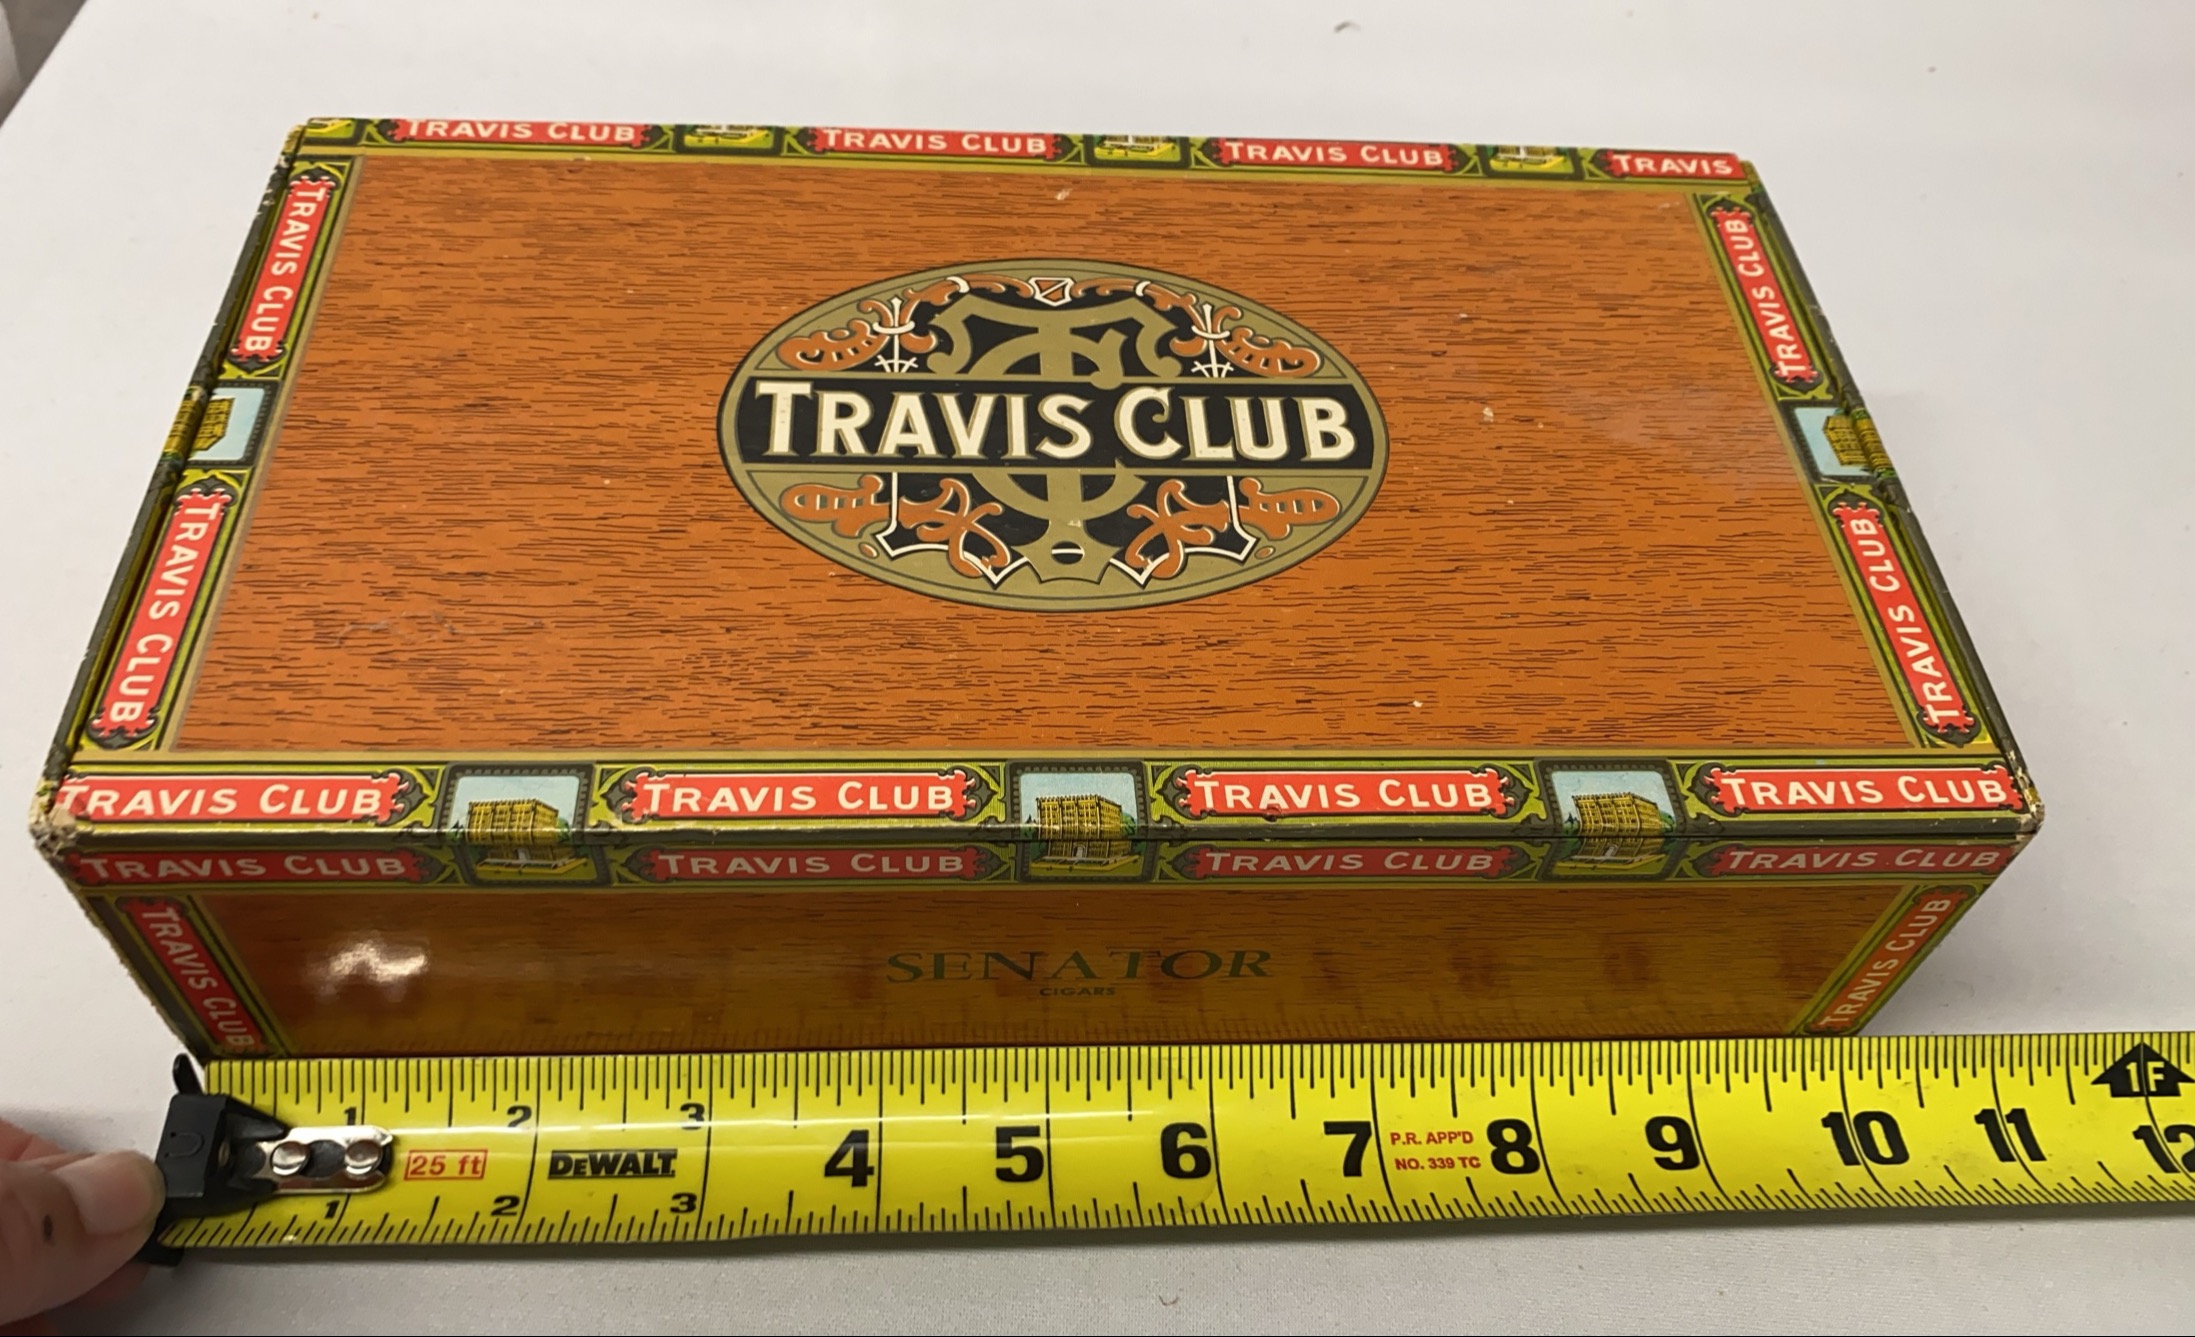 TRAVIS CLUB TRAVIS CLUB TRAVIS CLUB TRAVIS
TRAVIS CLUB
TRAVIS CLUB
TRAVIS CLUB
TRAVIS CLUB
TRAVIS CLUB
TC
TRAVIS CLUB TRAVIS CLUB TRAVIS CLUB TRAVIS CLUB
TRAVIS CLUB TRAVIS CLUB TRAVIS CLUB TRAVIS CLUB
TRAVIS CLUB
SENATOR
CIGARS
TRAVIS CLUB
1 2 3 4 5 6 7 8 9 10 11 12
1F
25 ft
DEWALT
P.R. APP'D
NO. 339 TC
1 2 3